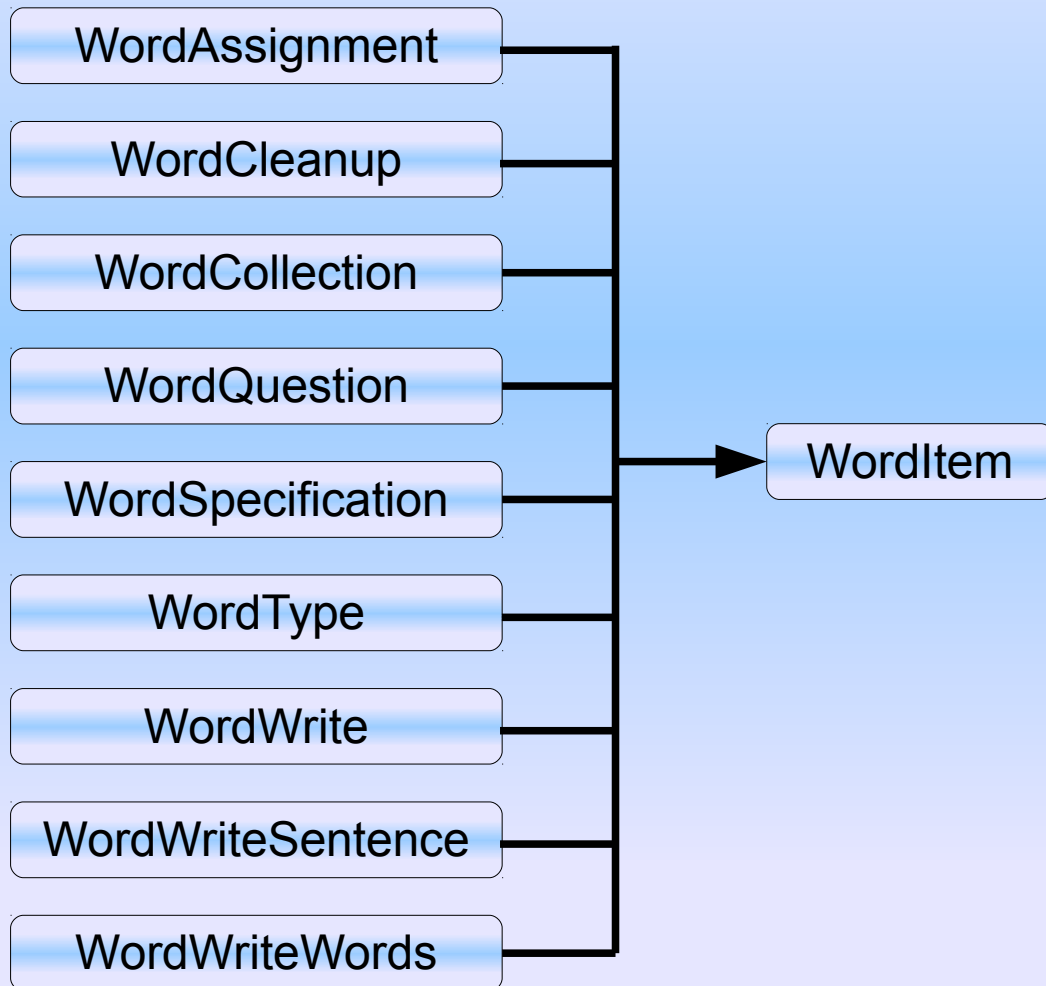 WordAssignment
WordCleanup
WordCollection
WordQuestion
WordItem
WordSpecification
WordType
WordWrite
WordWriteSentence
WordWriteWords